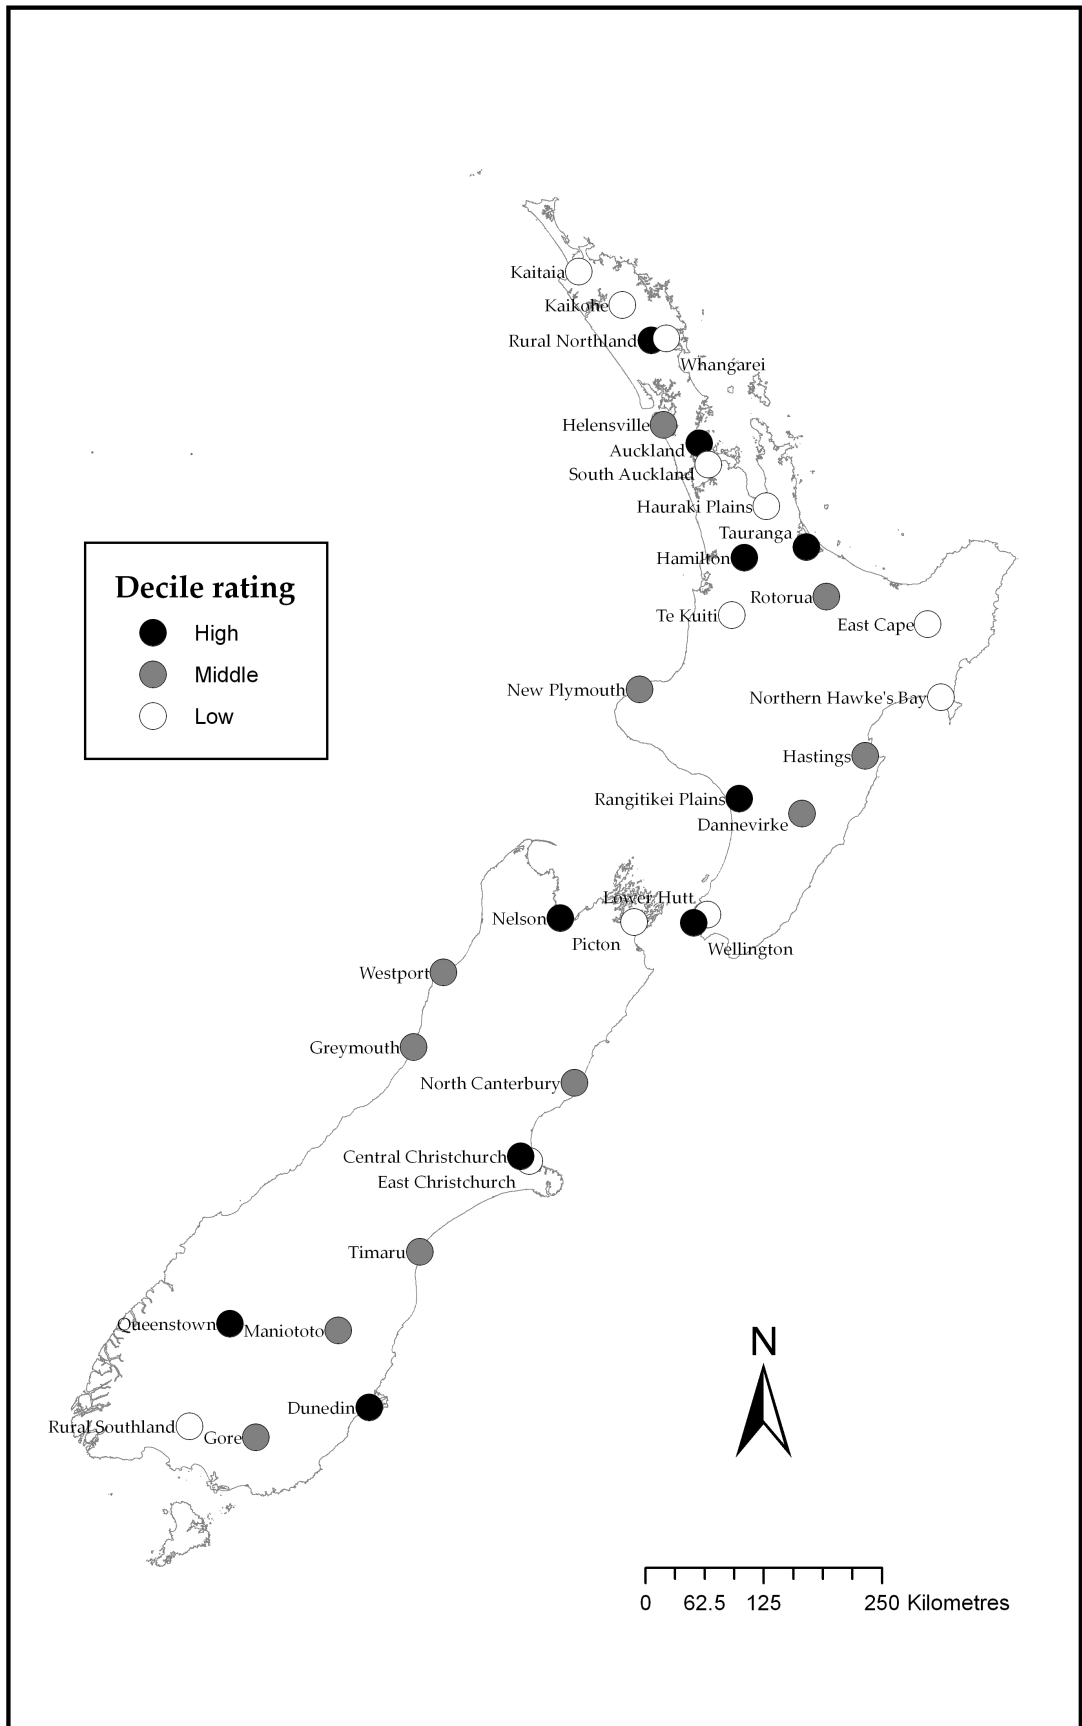 Kaitaia
Kaikohe
Rural Northland
Whangarei
Helensville
Auckland
South Auckland
Hauraki Plains
Tauranga
Hamilton
Decile rating
High
Middle
Low
Rotorua
Te Kuiti
East Cape
New Plymouth
Northern Hawke's Bay
Hastings
Rangitikei Plains
Dannevirke
Lower Hutt
Nelson
Picton
Wellington
Westport
Greymouth
North Canterbury
Central Christchurch
East Christchurch
Timaru
Queenstown
Maniototo
N
Dunedin
Rural Southland
Gore
0 62.5 125 250 Kilometres